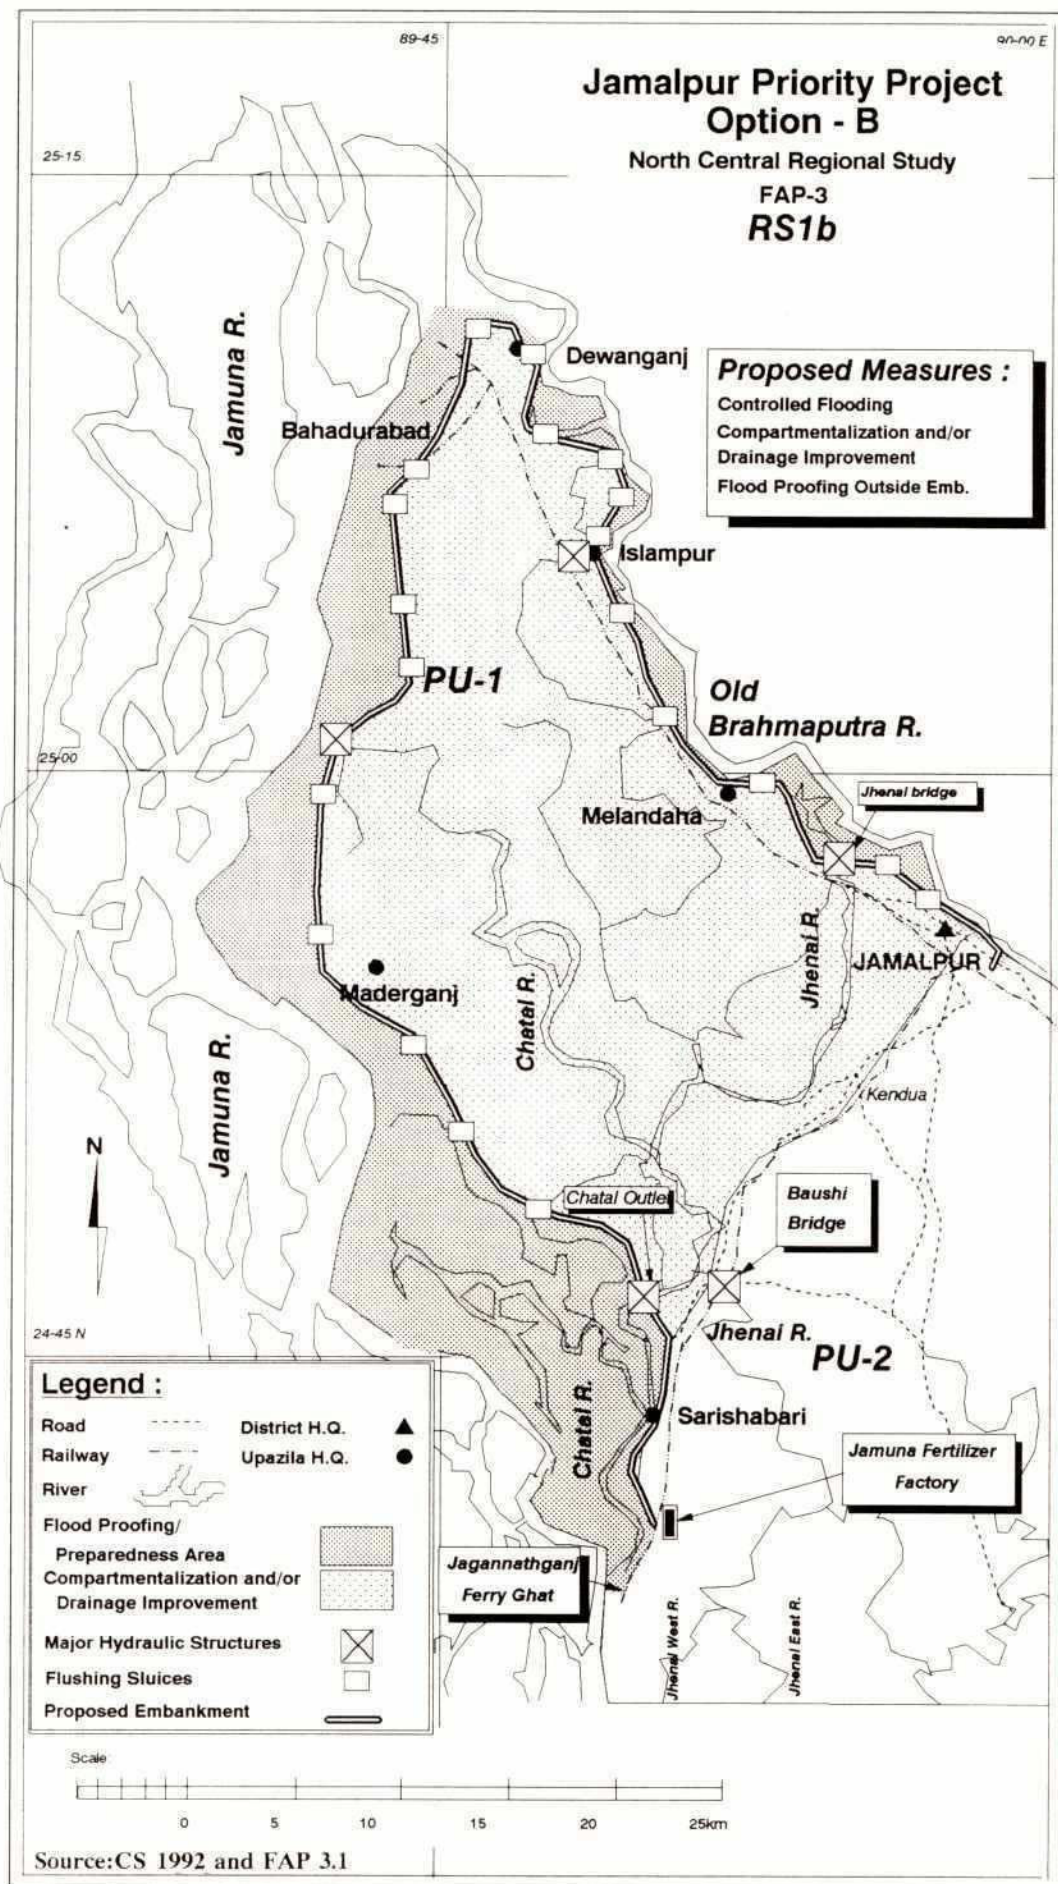 89-45
90-00 E
Jamalpur Priority Project
Option - B
North Central Regional Study
FAP-3
RS1b
25-15
Jamuna R.
Dewanganj
Proposed Measures :
Controlled Flooding
Compartmentalization and/or
Drainage Improvement
Flood Proofing Outside Emb.
Bahadurabad
Islampur
PU-1
Old
Brahmaputra R.
25-00
Melandaha
Jhenai bridge
Jhenai R.
JAMALPUR
Maderganj
Chatal R.
Jamuna R.
Kendua
N
Chatal Outlet
Baushi
Bridge
24-45 N
Jhenai R.
PU-2
Legend :
Road
District H.Q.
Railway
Upazila H.Q.
River
Flood Proofing/
Preparedness Area
Compartmentalization and/or
Drainage Improvement
Major Hydraulic Structures
Flushing Sluices
Proposed Embankment
Chatal R.
Sarishabari
Jamuna Fertilizer
Factory
Jagannathganj
Ferry Ghat
Jhenai West R.
Jhenai East R.
Scale
0 5 10 15 20 25km
Source:CS 1992 and FAP 3.1